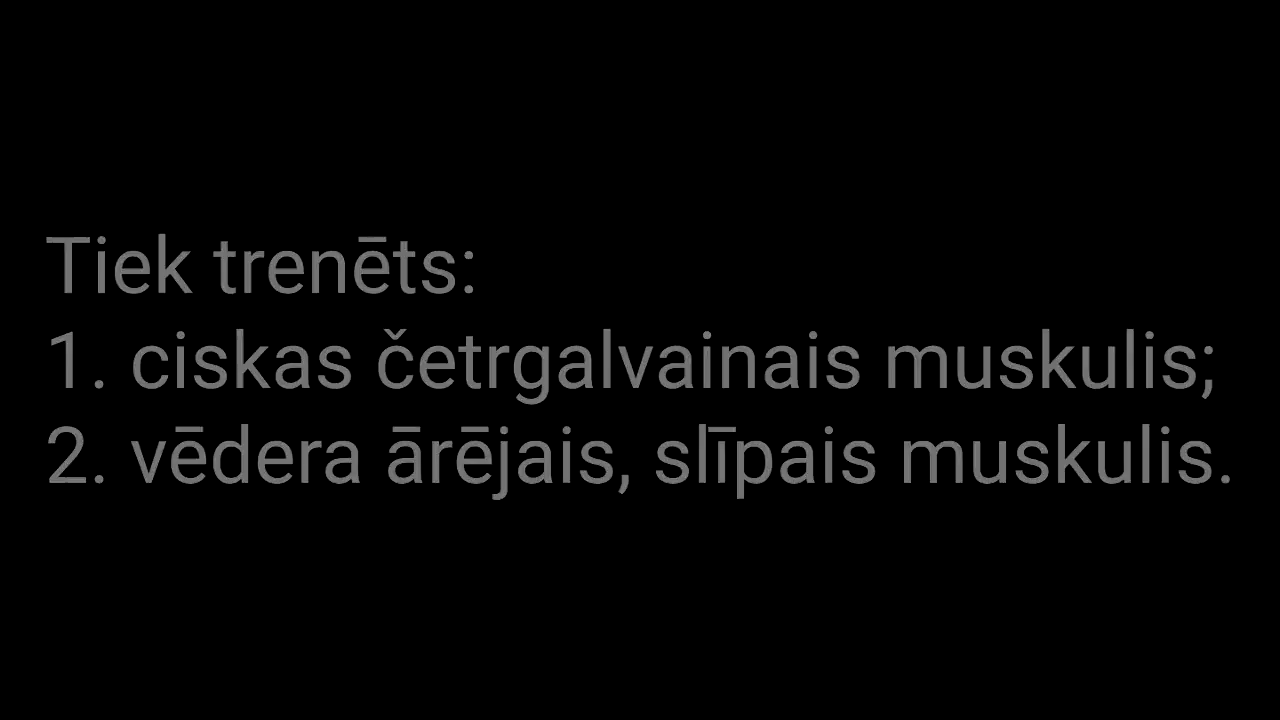 Tiek trenēts:
1. ciskas četrgalvainais muskulis;
2. vēdera ārējais, slīpais muskulis.